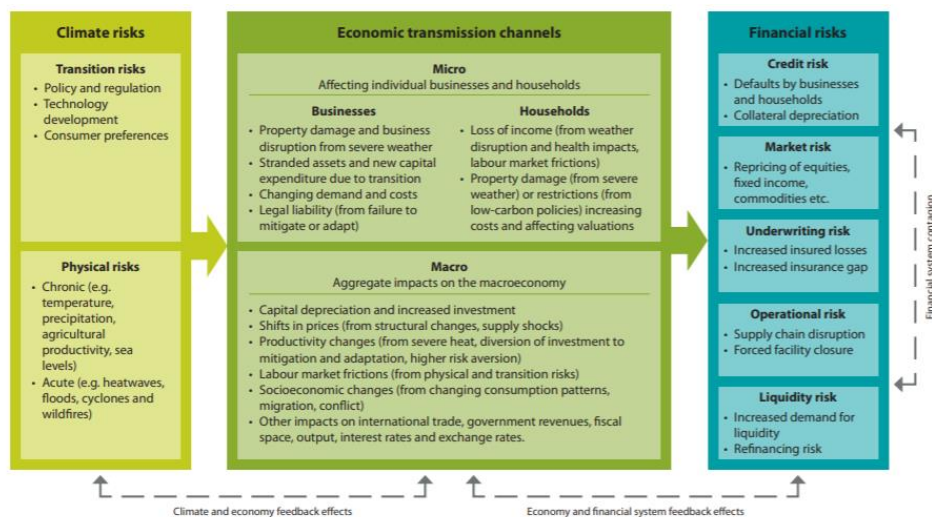 Climate risks
Transition risks
• Policy and regulation
• Technology
development
• Consumer preferences
Physical risks
• Chronic (e.g.
temperature,
precipitation,
agricultural
productivity, sea
levels)
• Acute (e.g. heatwaves,
floods, cyclones and
wildfires)
Economic transmission channels
Micro
Affecting individual businesses and households
Businesses
• Property damage and business
disruption from severe weather
• Stranded assets and new capital
expenditure due to transition
• Changing demand and costs
• Legal liability (from failure to
mitigate or adapt)
Households
• Loss of income (from weather
disruption and health impacts,
labour market frictions)
• Property damage (from severe
weather) or restrictions (from
low-carbon policies) increasing
costs and affecting valuations
Macro
Aggregate impacts on the macroeconomy
• Capital depreciation and increased investment
• Shifts in prices (from structural changes, supply shocks)
• Productivity changes (from severe heat, diversion of investment to
mitigation and adaptation, higher risk aversion)
• Labour market frictions (from physical and transition risks)
• Socioeconomic changes (from changing consumption patterns,
migration, conflict)
• Other impacts on international trade, government revenues, fiscal
space, output, interest rates and exchange rates.
Financial risks
Credit risk
• Defaults by businesses
and households
• Collateral depreciation
Market risk
• Repricing of equities,
fixed income,
commodities etc.
Underwriting risk
• Increased insured losses
• Increased insurance gap
Operational risk
• Supply chain disruption
• Forced facility closure
Liquidity risk
• Increased demand for
liquidity
• Refinancing risk
Financial system contagion
Climate and economy feedback effects
Economy and financial system feedback effects